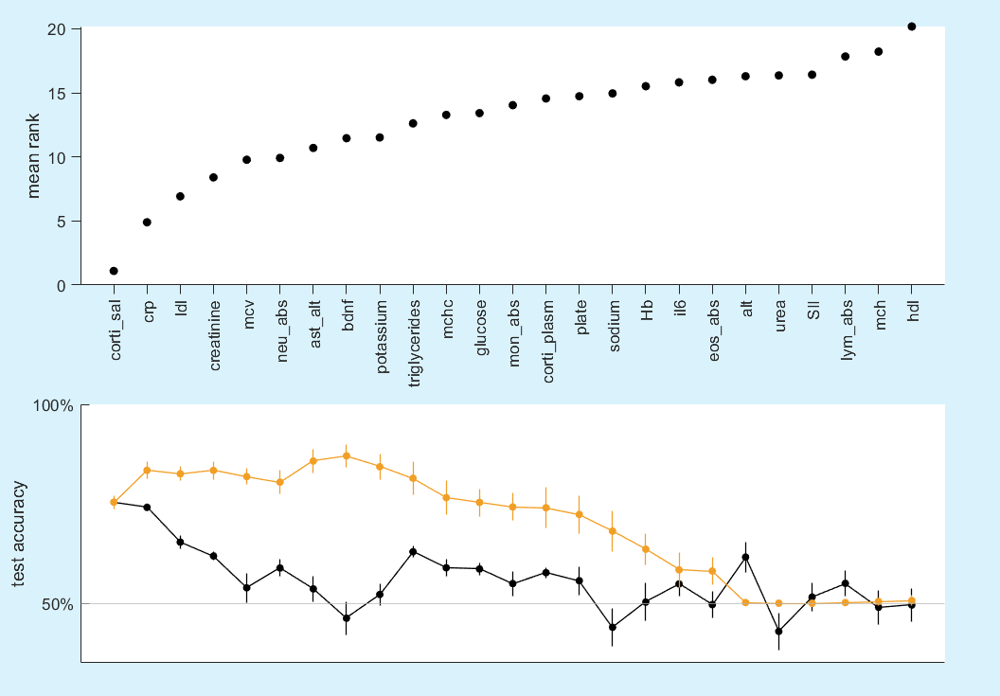 20
15
10
5
0
mean rank
corti_sal
crp
ldl
creatinine
mcv
neu_abs
ast_alt
bdnf
potassium
triglycerides
mchc
glucose
mon_abs
corti_plasm
plate
sodium
Hb
il6
eos_abs
alt
urea
SII
lym_abs
mch
hdl
100%
50%
test accuracy